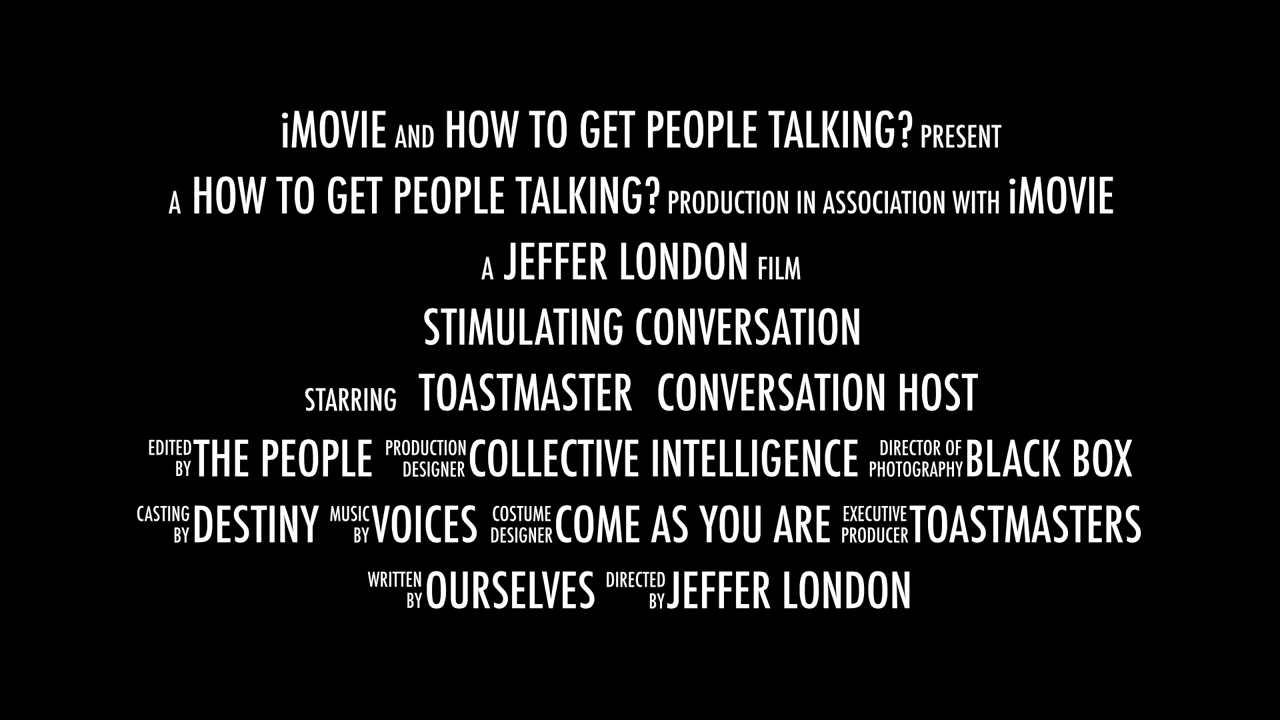 iMOVIE AND HOW TO GET PEOPLE TALKING? PRESENT
A HOW TO GET PEOPLE TALKING? PRODUCTION IN ASSOCIATION WITH iMOVIE
A JEFFER LONDON FILM
STIMULATING CONVERSATION
STARRING TOASTMASTER CONVERSATION HOST
EDITED BY THE PEOPLE PRODUCTION DESIGNER COLLECTIVE INTELLIGENCE DIRECTOR OF PHOTOGRAPHY BLACK BOX
CASTING BY DESTINY MUSIC BY VOICES COSTUME DESIGNER COME AS YOU ARE EXECUTIVE PRODUCER TOASTMASTERS
WRITTEN BY OURSELVES DIRECTED BY JEFFER LONDON